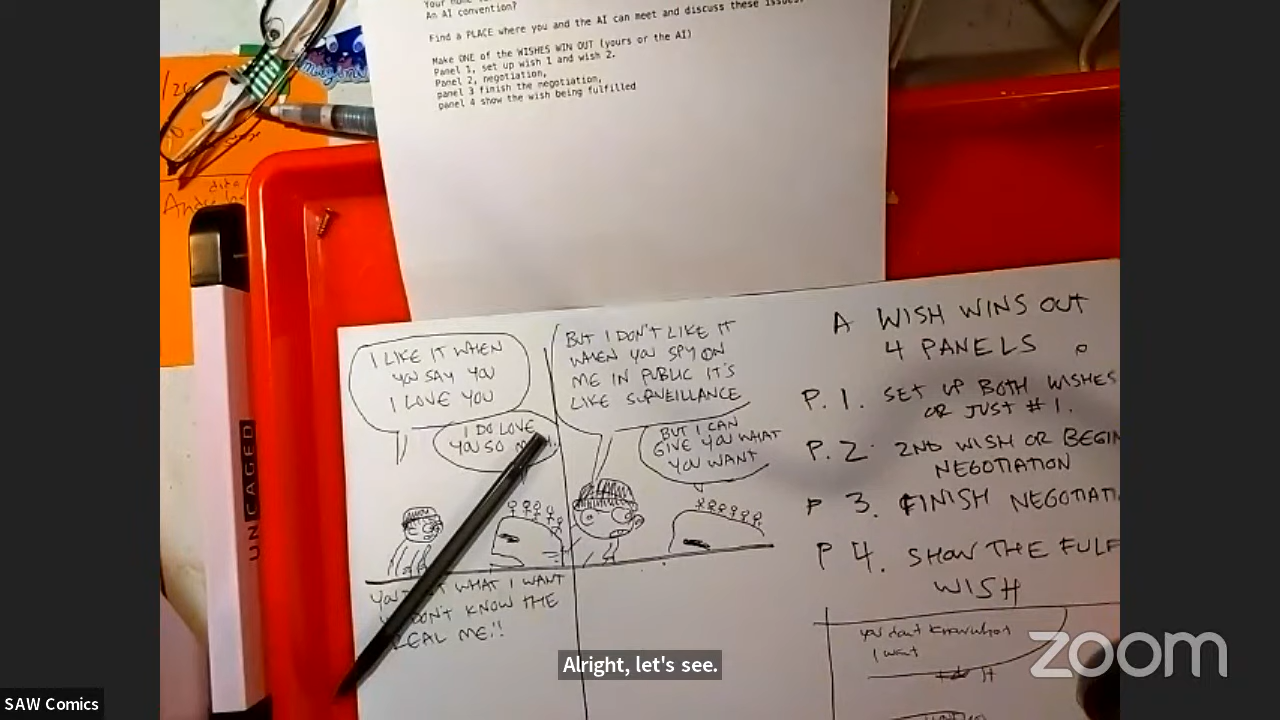 An AI convention?
Find a PLACE where you and the AI can meet and discuss these issues.
Make ONE of the WISHES WIN OUT (yours or the AI)
Panel 1, set up wish 1 and wish 2.
Panel 2, negotiation,
panel 3 finish the negotiation,
panel 4 show the wish being fulfilled
UNCAGED
I LIKE IT WHEN
YOU SAY YOU
I LOVE YOU
I DO LOVE
YOU SO
BUT I DON'T LIKE IT
WHEN YOU SPY ON
ME IN PUBLIC IT'S
LIKE SURVEILLANCE
BUT I CAN
GIVE YOU WHAT
YOU WANT
WHAT I WANT
DON'T KNOW THE
REAL ME!!
A WISH WINS OUT
4 PANELS
P. 1. SET UP BOTH WISHES
OR JUST #1.
P. 2. 2ND WISH OR BEGIN
NEGOTIATION
P 3. FINISH NEGOTIATI
P 4. SHOW THE FULF
WISH
you dont know what
I want
zoom
Alright, let's see.
SAW Comics